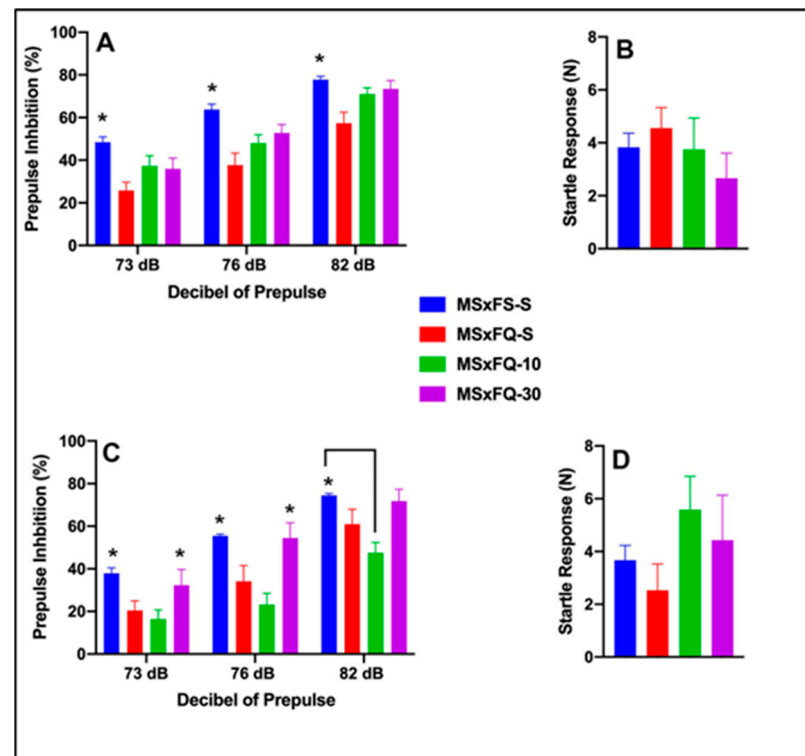 A
Prepulse Inhbitiion (%)
100
80
60
40
20
0
*
*
*
73 dB
76 dB
82 dB
Decibel of Prepulse
B
Startle Response (N)
8
6
4
2
0
MSxFS-S
MSxFQ-S
MSxFQ-10
MSxFQ-30
C
Prepulse Inhbitiion (%)
100
80
60
40
20
0
*
*
*
*
*
73 dB
76 dB
82 dB
Decibel of Prepulse
D
Startle Response (N)
8
6
4
2
0